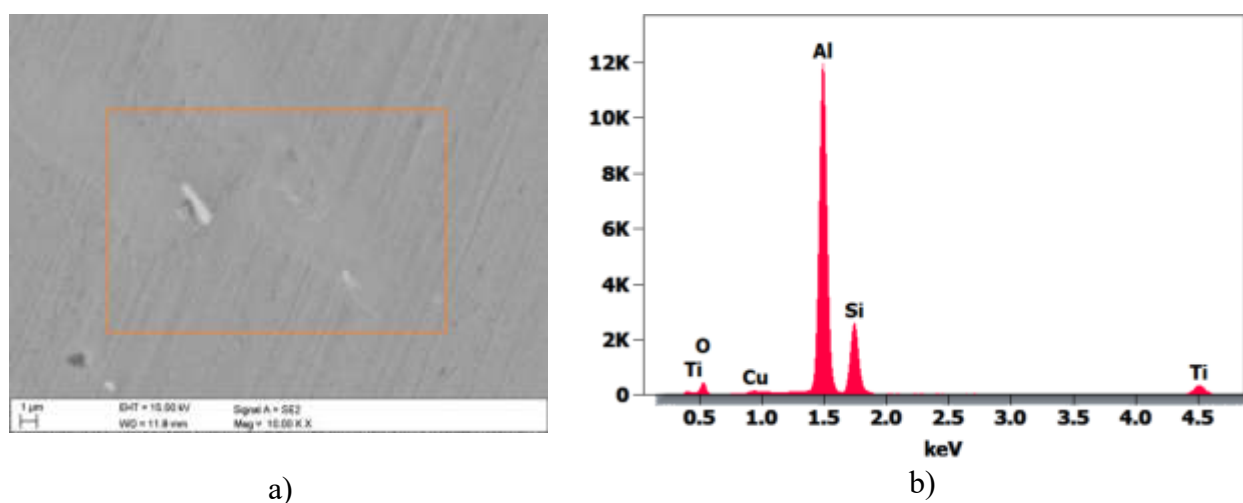 1 µm
EHT = 15.00 kV
Signal A = SE2
WD = 11.8 mm
Mag = 10.00 K X
a)
12K
10K
8K
6K
4K
2K
0
Al
Si
O
Ti
Cu
Ti
0.5 1.0 1.5 2.0 2.5 3.0 3.5 4.0 4.5
keV
b)